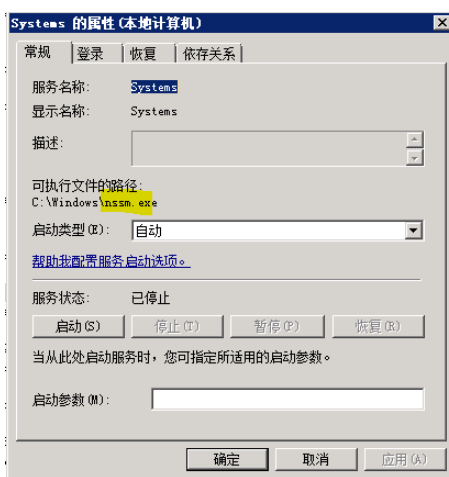 Systems 的属性(本地计算机)
常规 登录 恢复 依存关系
服务名称: Systems
显示名称: Systems
描述:
可执行文件的路径:
C:\Windows\nssm.exe
启动类型(E): 自动
帮助我配置服务启动选项。
服务状态: 已停止
启动(S) 停止(T) 暂停(P) 恢复(R)
当从此处启动服务时，您可指定所适用的启动参数。
启动参数(M):
确定 取消 应用(A)